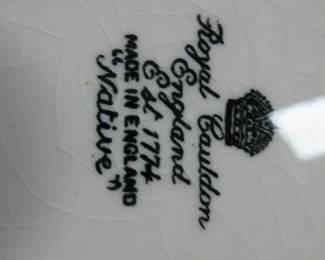 Royal Cauldon
England
Est 1774
MADE IN ENGLAND
"Native"